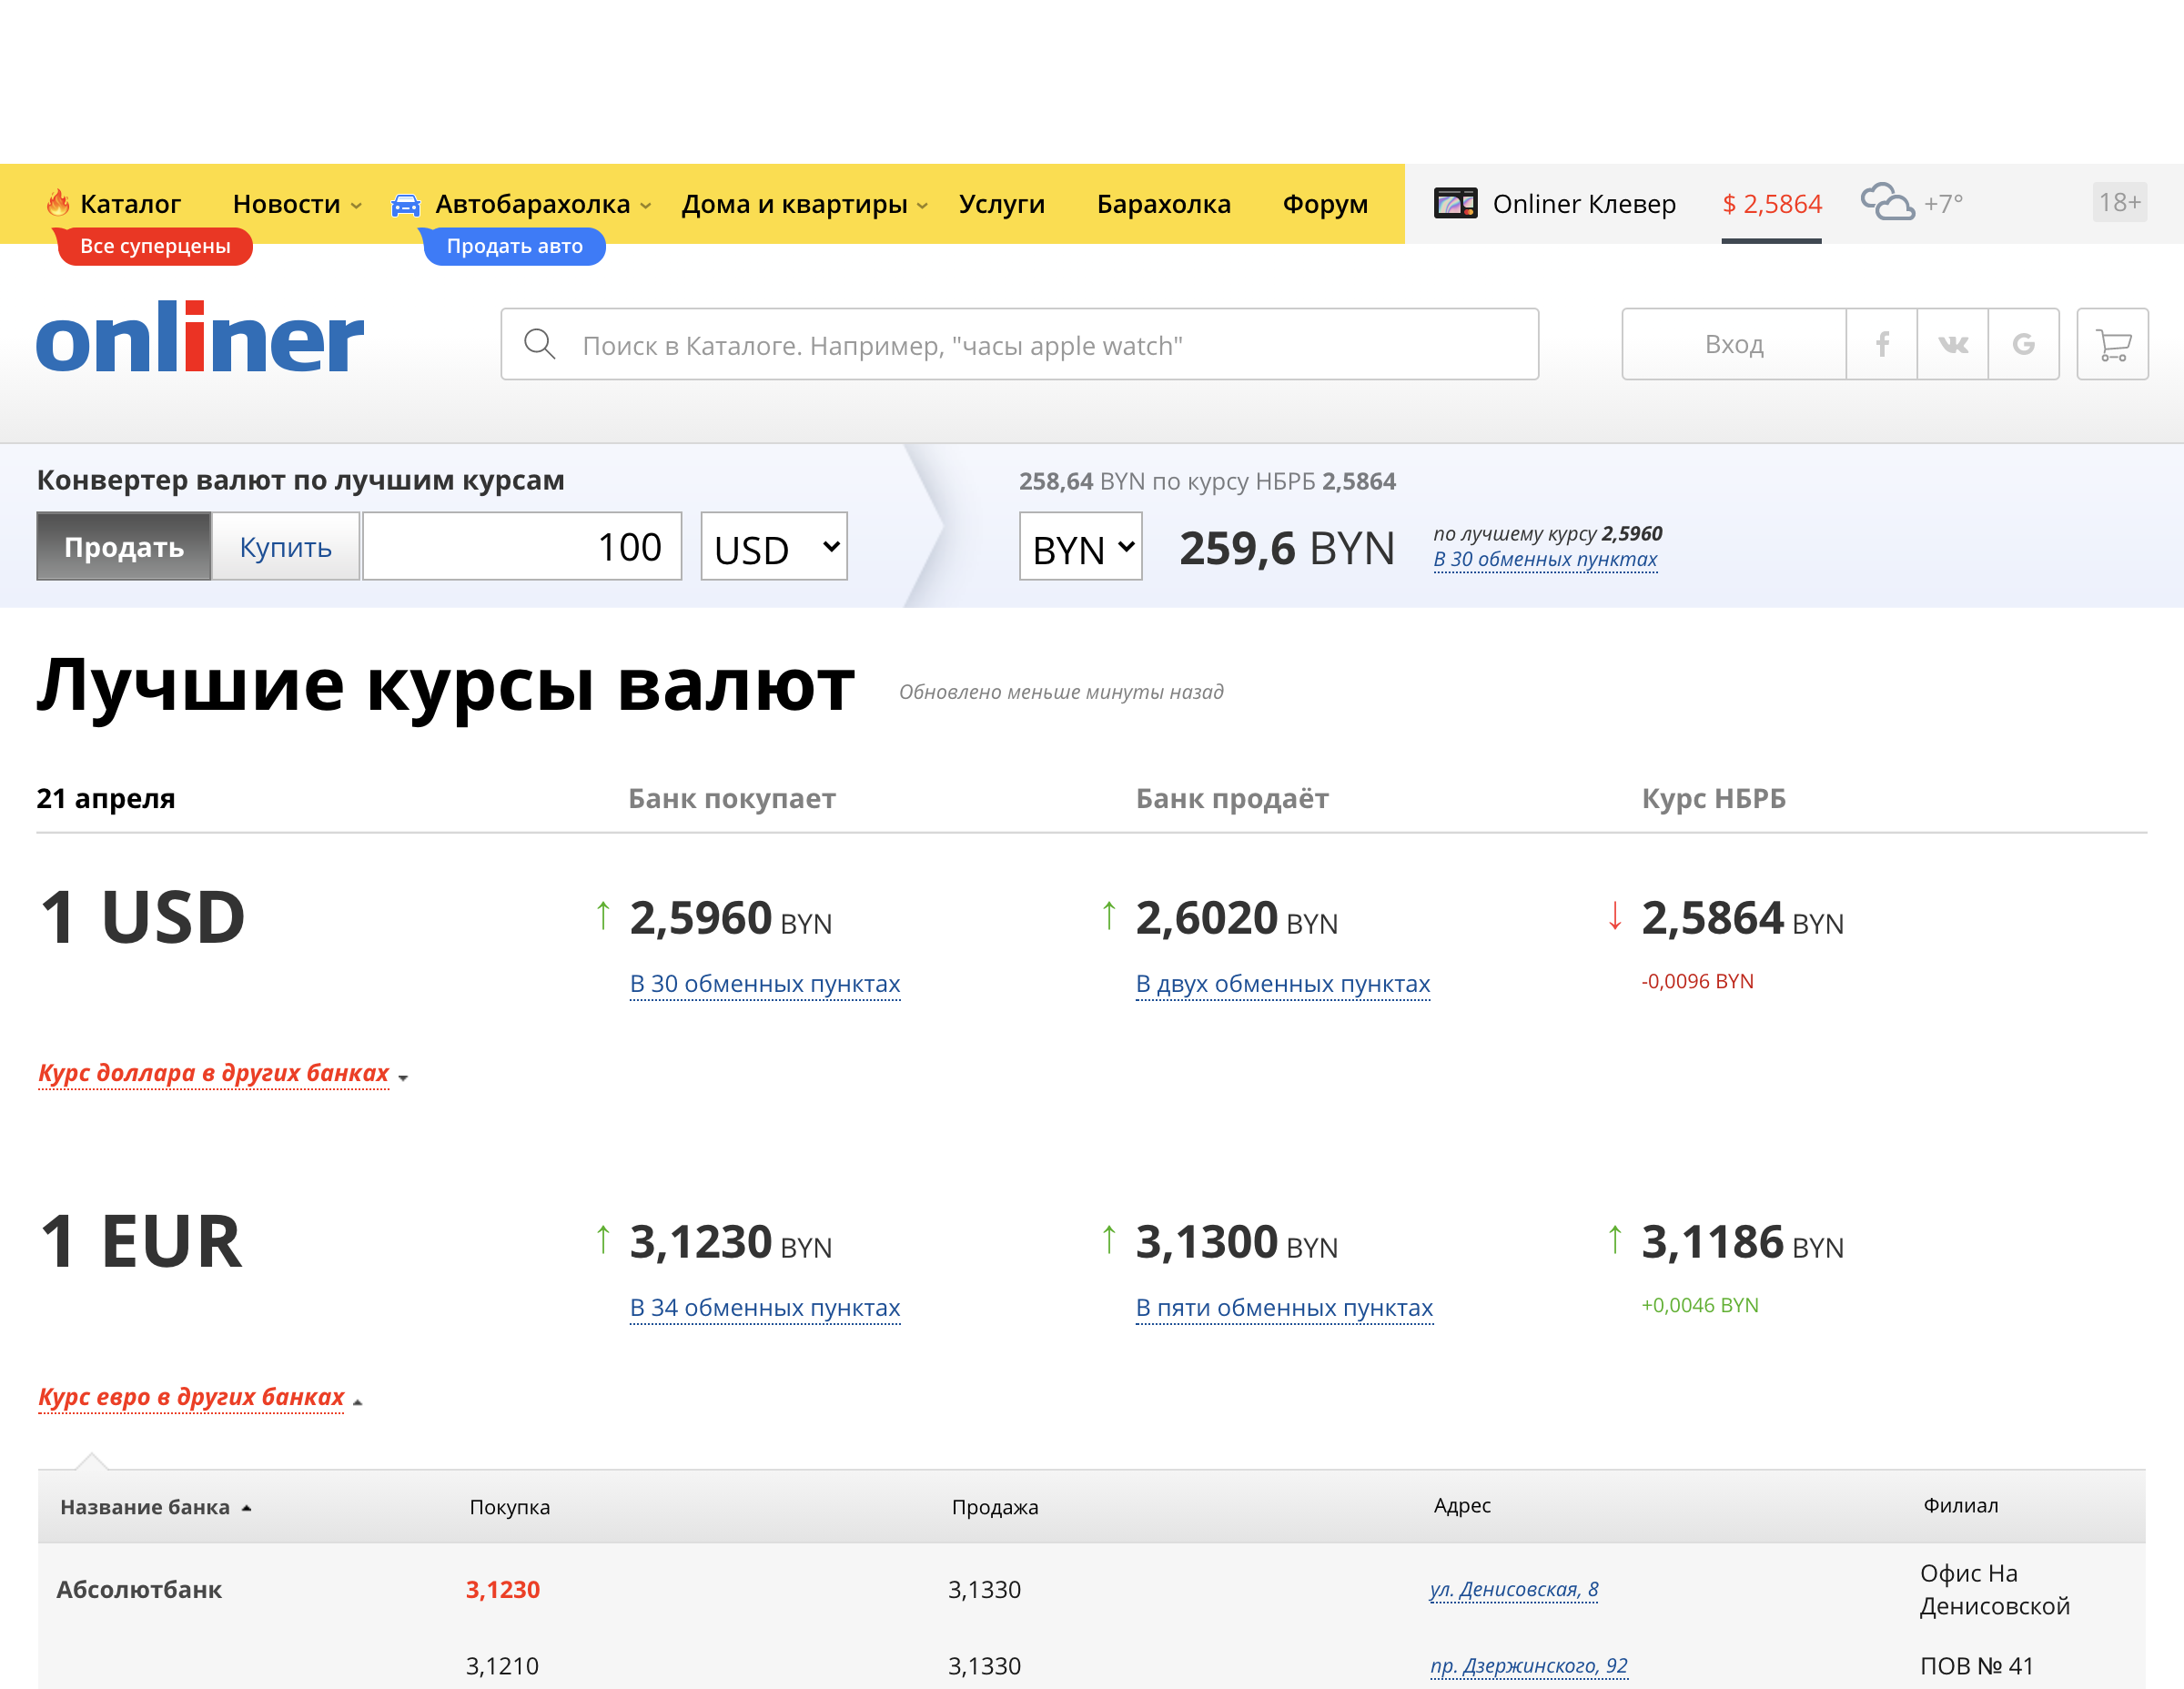 Каталог Новости Автобарахолка Дома и квартиры Услуги Барахолка Форум Onliner Клевер $ 2,5864 +7° 18+
Все суперцены Продать авто
onliner Поиск в Каталоге. Например, "часы apple watch" Вход f G
Конвертер валют по лучшим курсам 258,64 BYN по курсу НБРБ 2,5864
Продать Купить 100 USD BYN 259,6 BYN по лучшему курсу 2,5960
В 30 обменных пунктах
Лучшие курсы валют Обновлено меньше минуты назад
21 апреля Банк покупает Банк продаёт Курс НБРБ
1 USD ↑ 2,5960 BYN ↑ 2,6020 BYN ↓ 2,5864 BYN
В 30 обменных пунктах В двух обменных пунктах -0,0096 BYN
Курс доллара в других банках
1 EUR ↑ 3,1230 BYN ↑ 3,1300 BYN ↑ 3,1186 BYN
В 34 обменных пунктах В пяти обменных пунктах +0,0046 BYN
Курс евро в других банках
Название банка Покупка Продажа Адрес Филиал
Абсолютбанк 3,1230 3,1330 ул. Денисовская, 8 Офис На
Денисовской
3,1210 3,1330 пр. Дзержинского, 92 ПОВ № 41